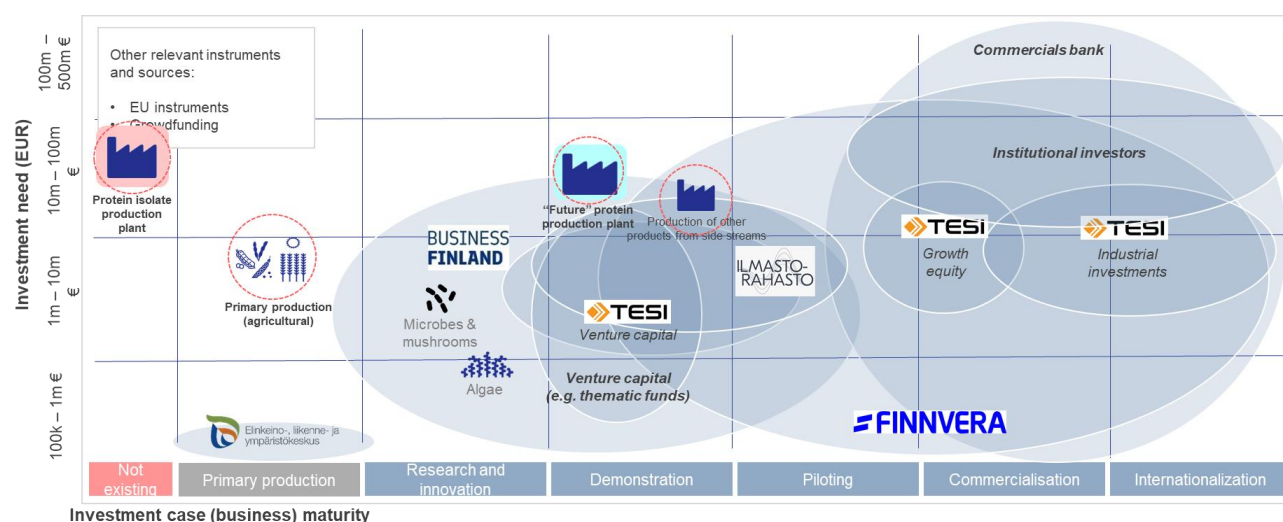 Investment need (EUR)
100m –
500m €
10m – 100m
€
1m – 10m
€
100k – 1m €
Other relevant instruments
and sources:
• EU instruments
• Growdfunding
Protein isolate
production
plant
Primary production
(agricultural)
Elinkeino-, liikenne- ja
ympäristökeskus
BUSINESS
FINLAND
Microbes &
mushrooms
Algae
"Future" protein
production plant
Production of other
products from side streams
TESI
Venture capital
Venture capital
(e.g. thematic funds)
ILMASTO-
RAHASTO
Commercials bank
Institutional investors
TESI
Growth
equity
TESI
Industrial
investments
FINNVERA
Not
existing
Primary production
Research and
innovation
Demonstration
Piloting
Commercialisation
Internationalization
Investment case (business) maturity